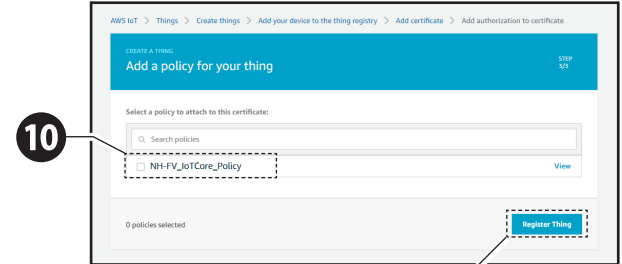 AWS IoT > Things > Create things > Add your device to the thing registry > Add certificate > Add authorization to certificate
CREATE A THING
Add a policy for your thing
STEP
3/3
Select a policy to attach to this certificate:
Search policies
10
NH-FV_IoTCore_Policy
View
0 policies selected
Register Thing